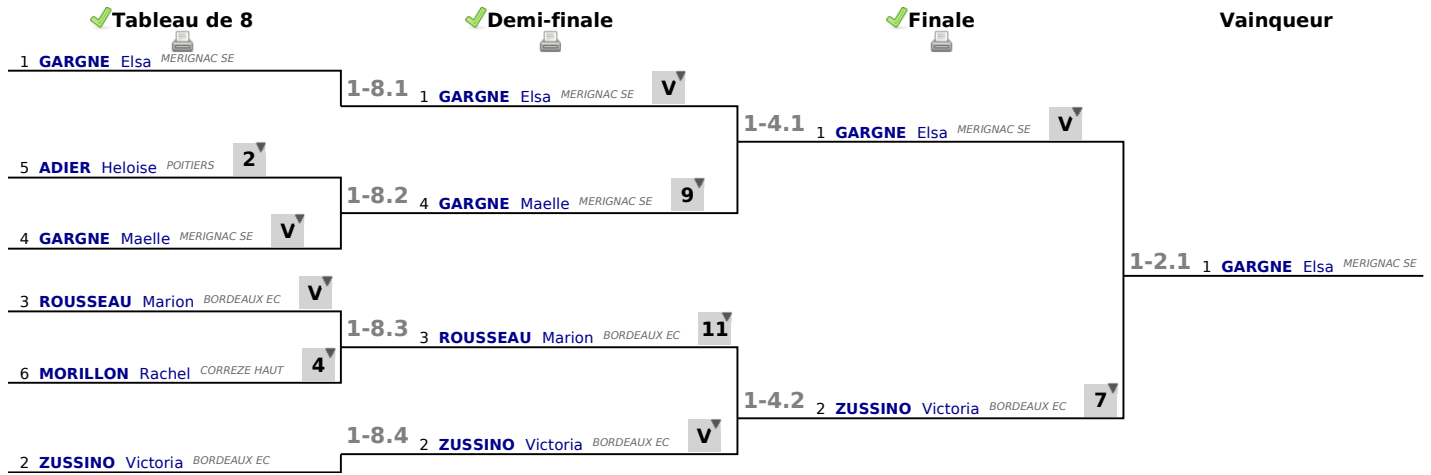 Tableau de 8
Demi-finale
Finale
Vainqueur
1 GARGNE Elsa MERIGNAC SE
1-8.1 1 GARGNE Elsa MERIGNAC SE V
1-4.1 1 GARGNE Elsa MERIGNAC SE V
5 ADIER Heloise POITIERS 2
1-8.2 4 GARGNE Maelle MERIGNAC SE 9
4 GARGNE Maelle MERIGNAC SE V
1-2.1 1 GARGNE Elsa MERIGNAC SE
3 ROUSSEAU Marion BORDEAUX EC V
1-8.3 3 ROUSSEAU Marion BORDEAUX EC 11
6 MORILLON Rachel CORREZE HAUT 4
1-4.2 2 ZUSSINO Victoria BORDEAUX EC 7
1-8.4 2 ZUSSINO Victoria BORDEAUX EC V
2 ZUSSINO Victoria BORDEAUX EC